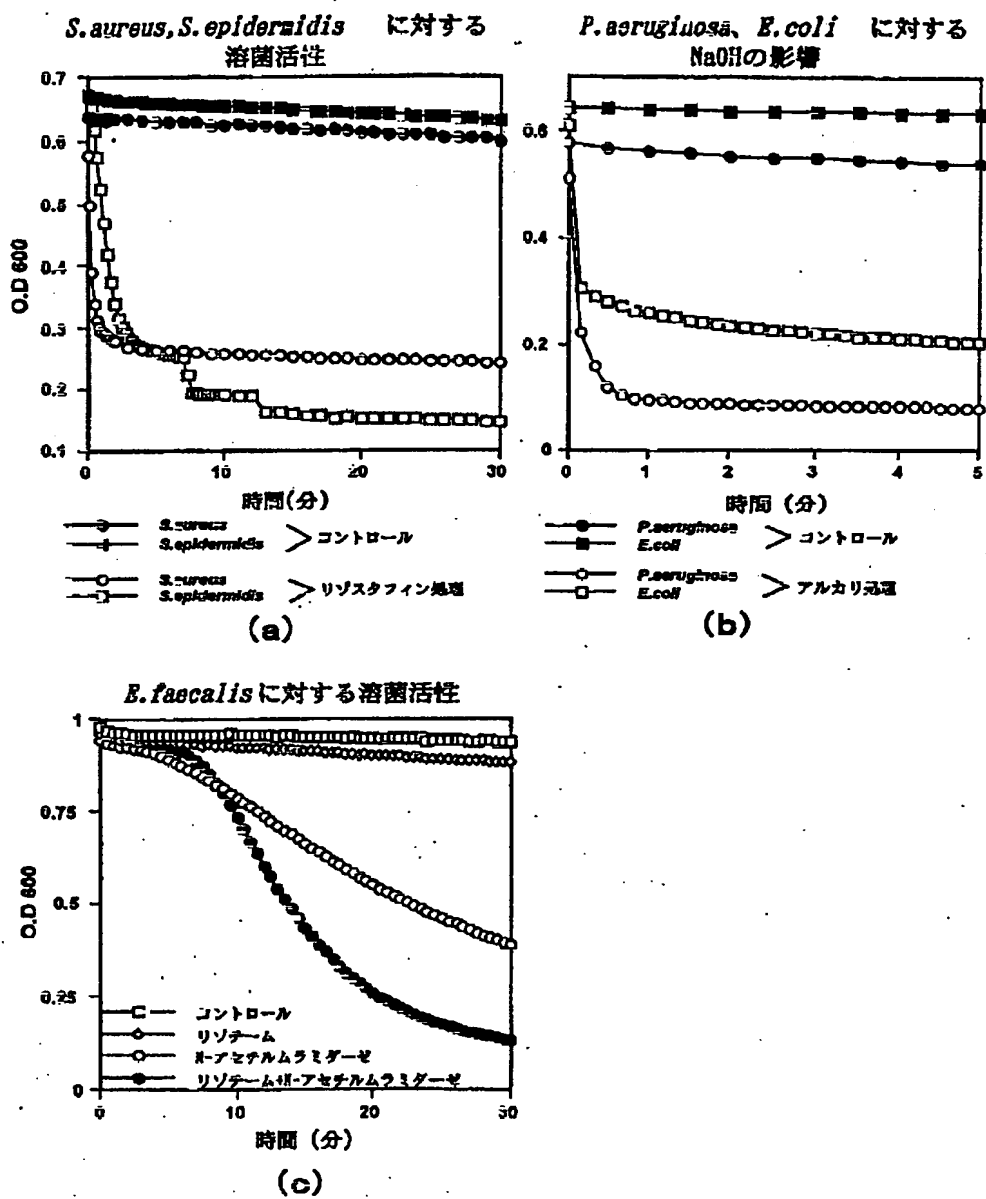 S.aureus,S.epidermidis に対する
溶菌活性
0.7
0.6
0.5
0.4
0.3
0.2
0.1
O.D 600
0 10 20 30
時間(分)
S.aureus
S.epidermidis
コントロール
S.aureus
S.epidermidis
リゾスタフィン処理
(a)
P.aeruginosa、E.coli に対する
NaOHの影響
0.6
0.4
0.2
0
0 1 2 3 4 5
時間(分)
P.aeruginosa
E.coli
コントロール
P.aeruginosa
E.coli
アルカリ処理
(b)
E.faecalisに対する溶菌活性
1
0.75
0.5
0.25
0
O.D 600
コントロール
リゾチーム
N-アセチルムラミダーゼ
リゾチーム+N-アセチルムラミダーゼ
0 10 20 30
時間(分)
(c)